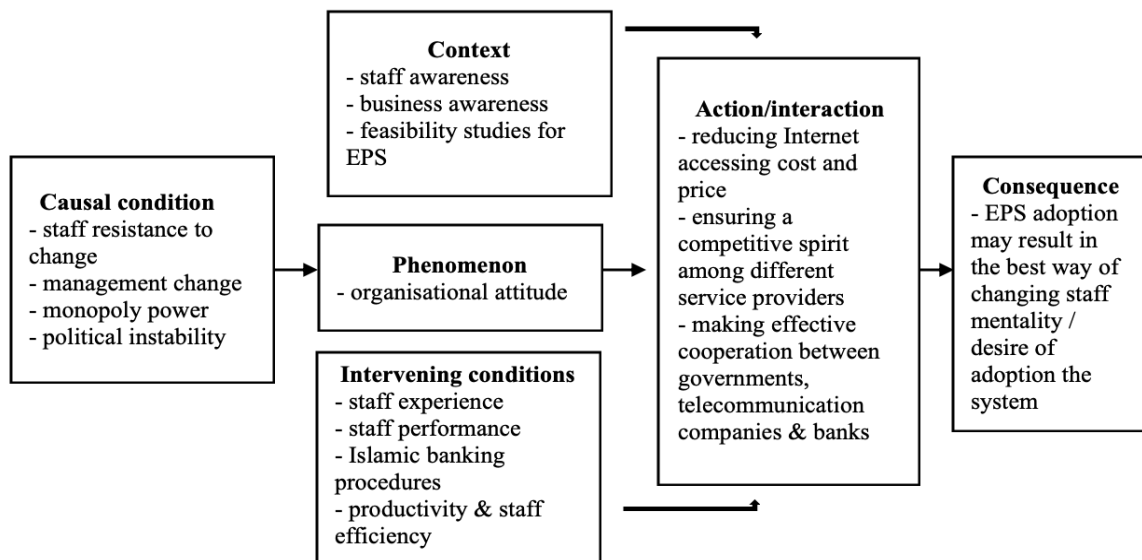 Context
- staff awareness
- business awareness
- feasibility studies for
EPS
Causal condition
- staff resistance to
change
- management change
- monopoly power
- political instability
Phenomenon
- organisational attitude
Intervening conditions
- staff experience
- staff performance
- Islamic banking
procedures
- productivity & staff
efficiency
Action/interaction
- reducing Internet
accessing cost and
price
- ensuring a
competitive spirit
among different
service providers
- making effective
cooperation between
governments,
telecommunication
companies & banks
Consequence
- EPS adoption
may result in
the best way of
changing staff
mentality /
desire of
adoption the
system